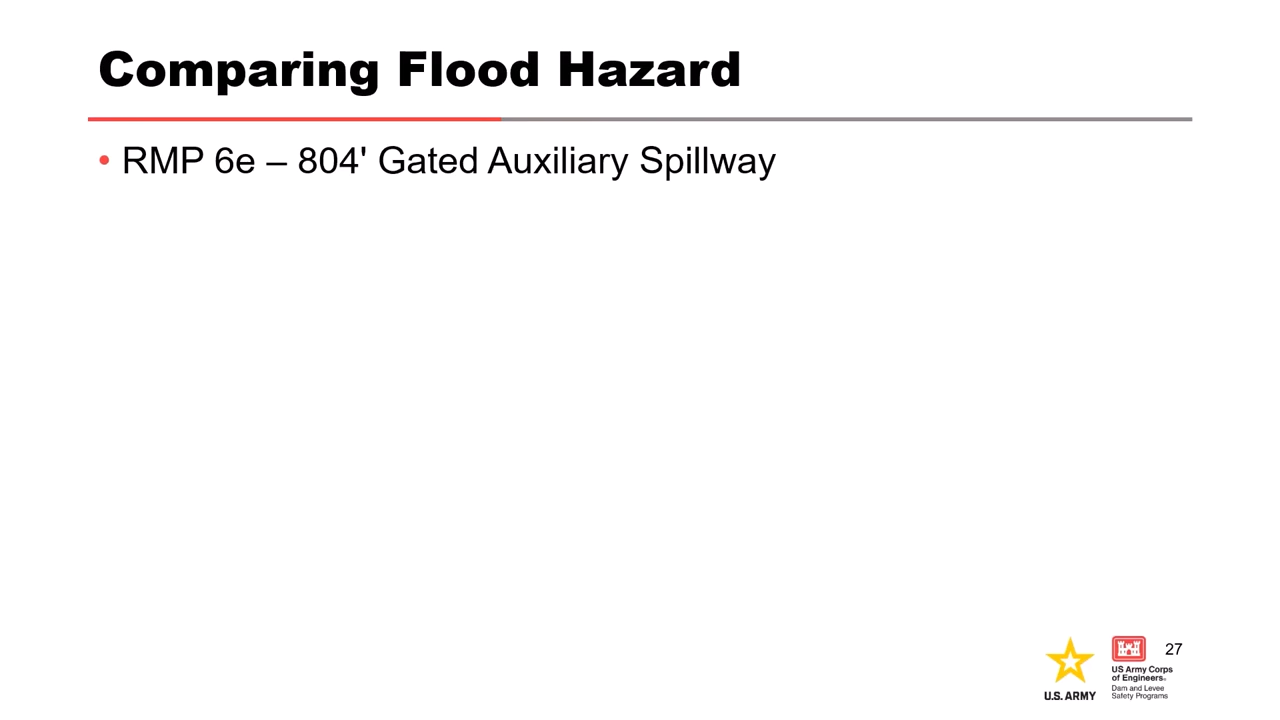 Comparing Flood Hazard
• RMP 6e – 804' Gated Auxiliary Spillway
27
U.S. ARMY
US Army Corps
of Engineers®
Dam and Levee
Safety Programs